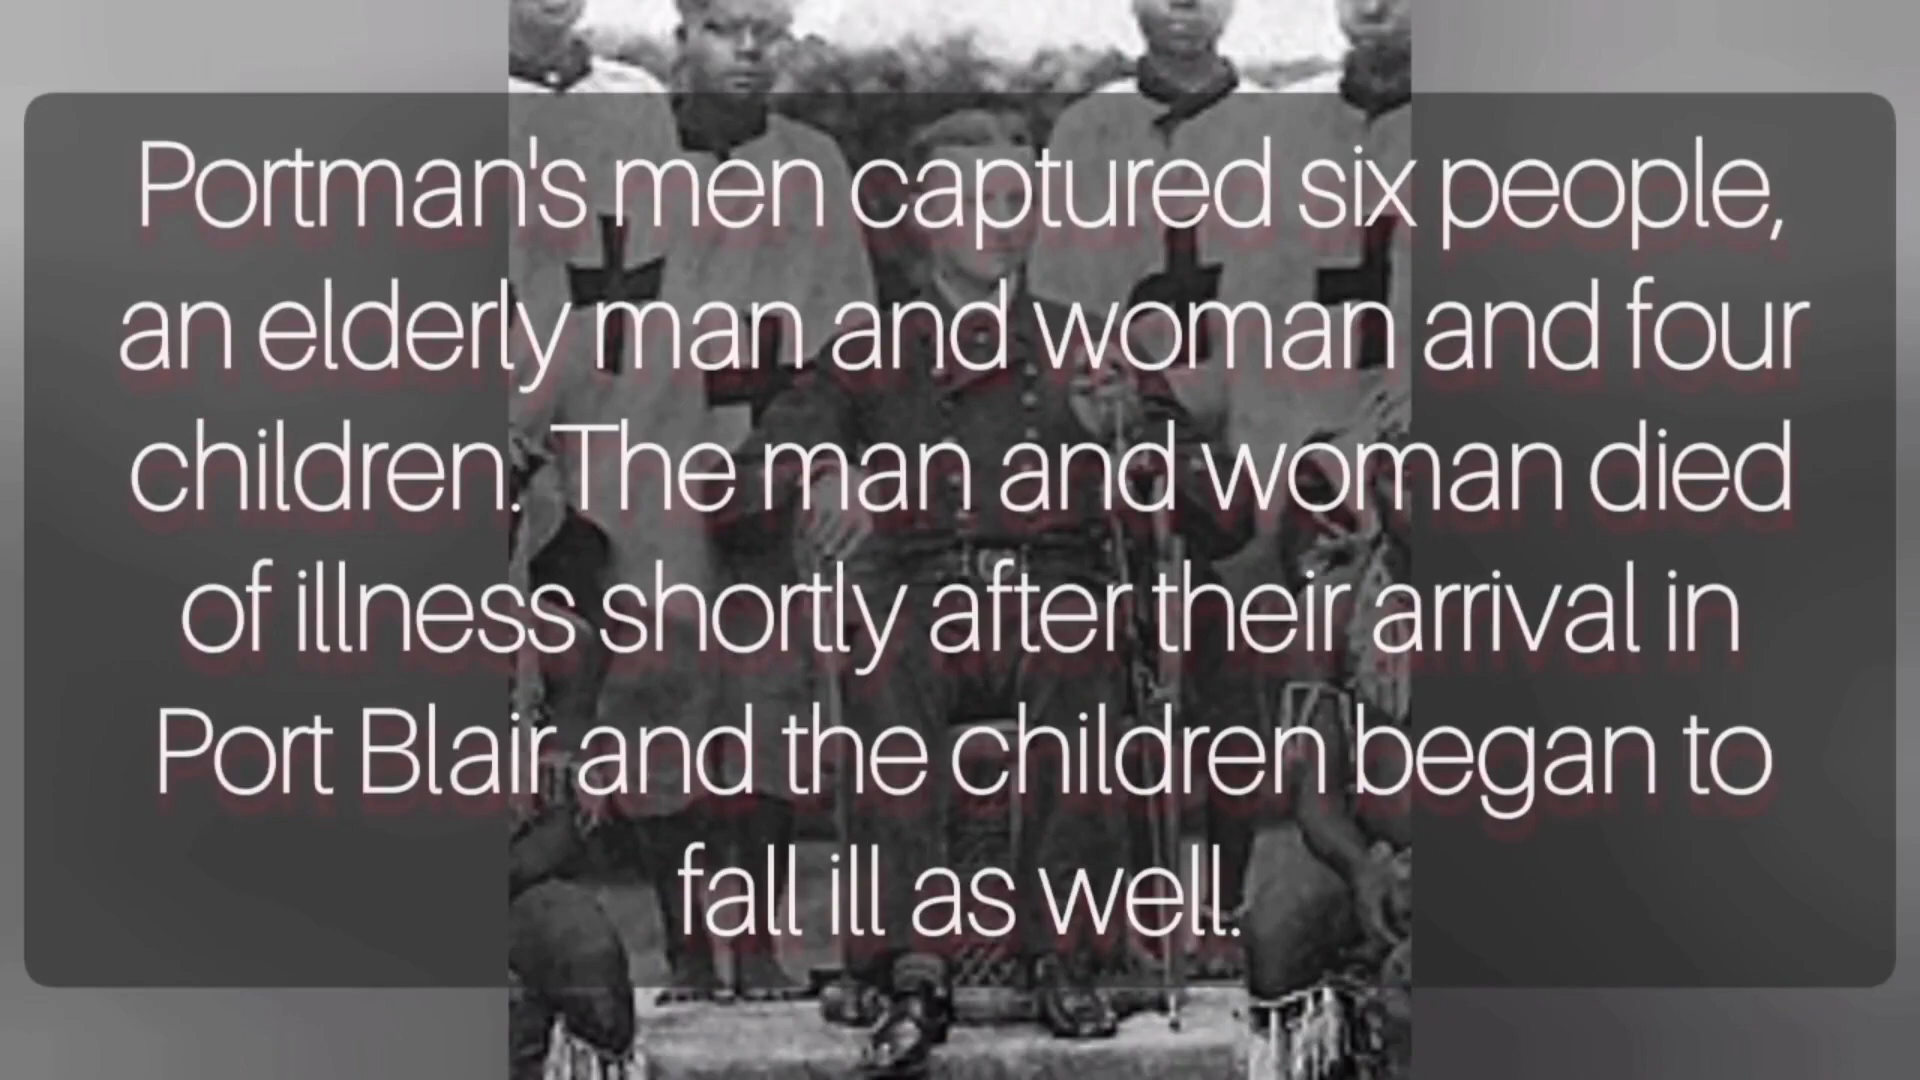 Portman's men captured six people,
an elderly man and woman and four
children. The man and woman died
of illness shortly after their arrival in
Port Blair and the children began to
fall ill as well.